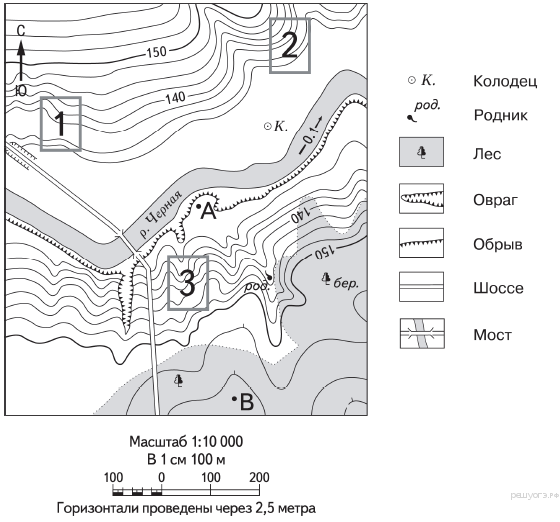 С
Ю
150
140
1
2
К.
0.1
р. Черная
А
140
150
3
род.
бер.
В
К. Колодец
род. Родник
Лес
Овраг
Обрыв
Шоссе
Мост
Масштаб 1:10 000
В 1 см 100 м
100 0 100 200
Горизонтали проведены через 2,5 метра
решуогэ.рф